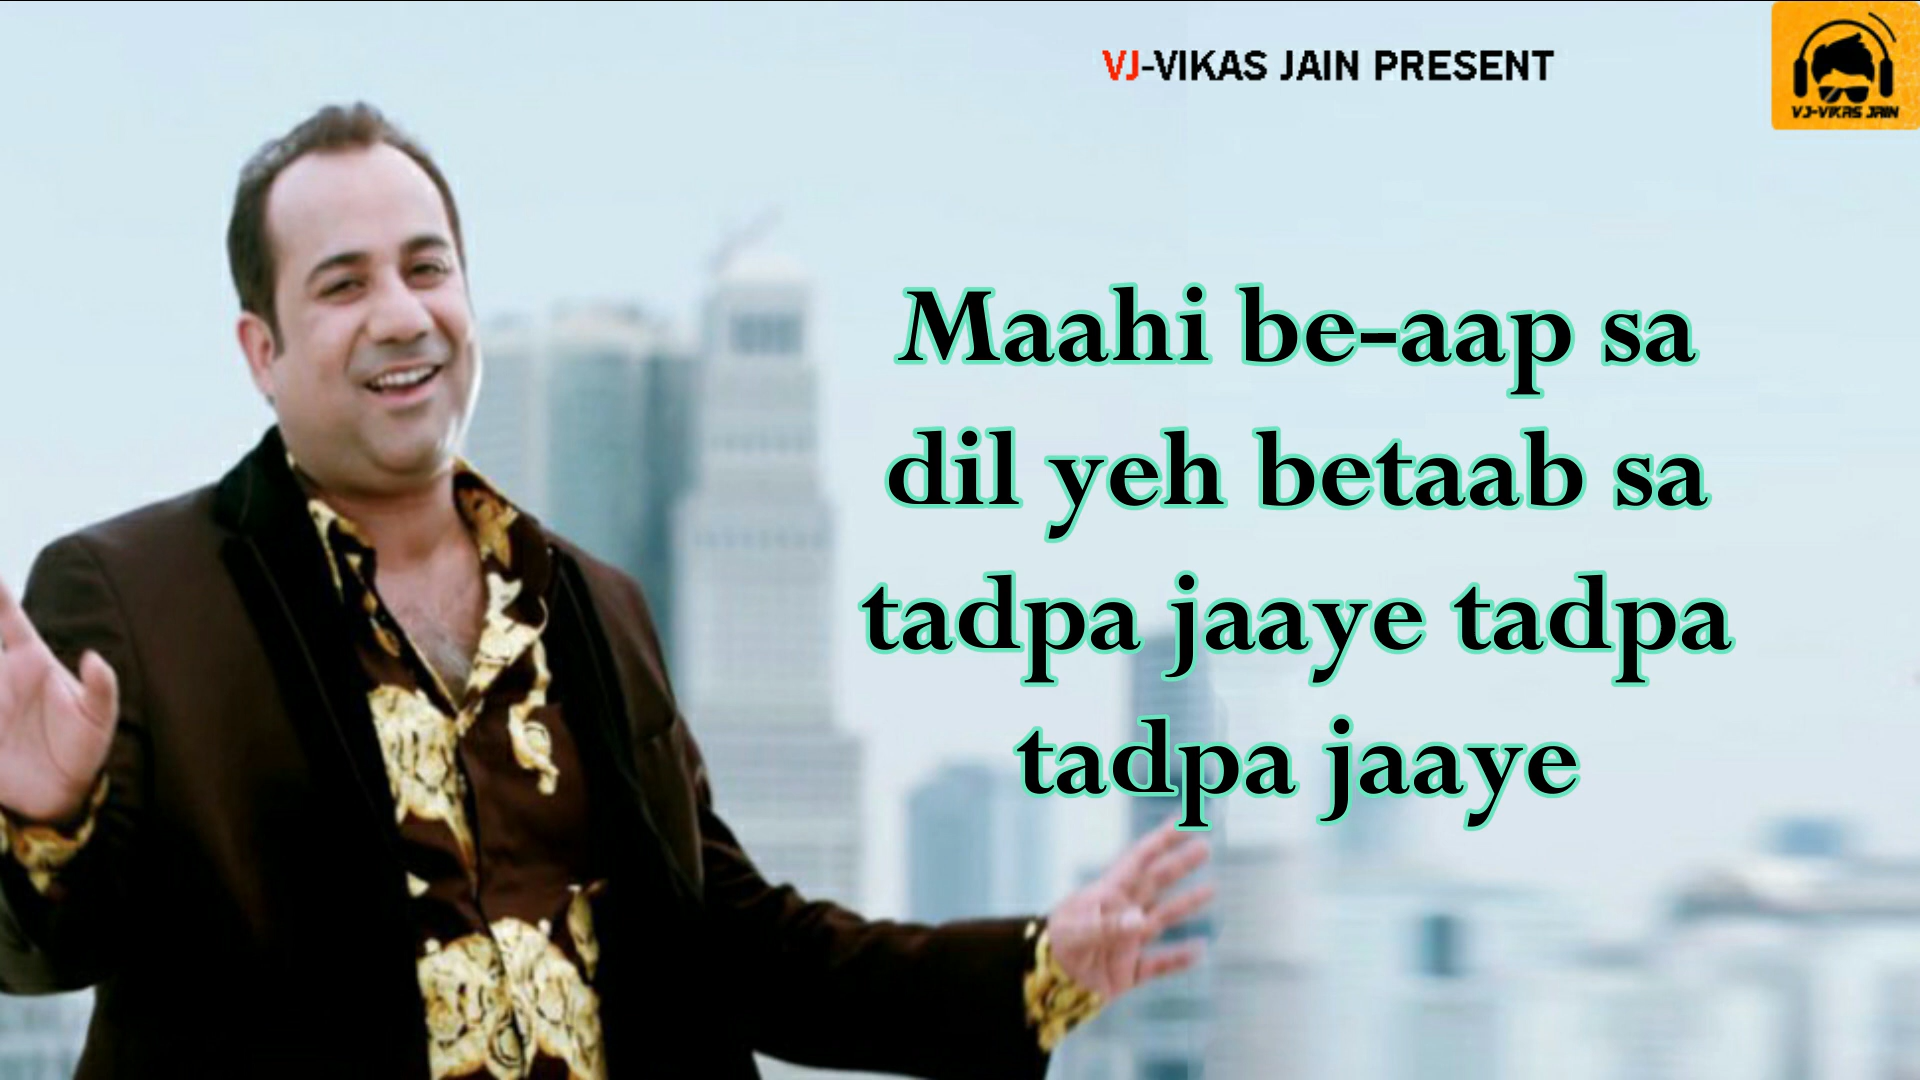 VJ-VIKAS JAIN PRESENT
VJ-VIKAS JAIN
Maahi be-aap sa
dil yeh betaab sa
tadpa jaaye tadpa
tadpa jaaye